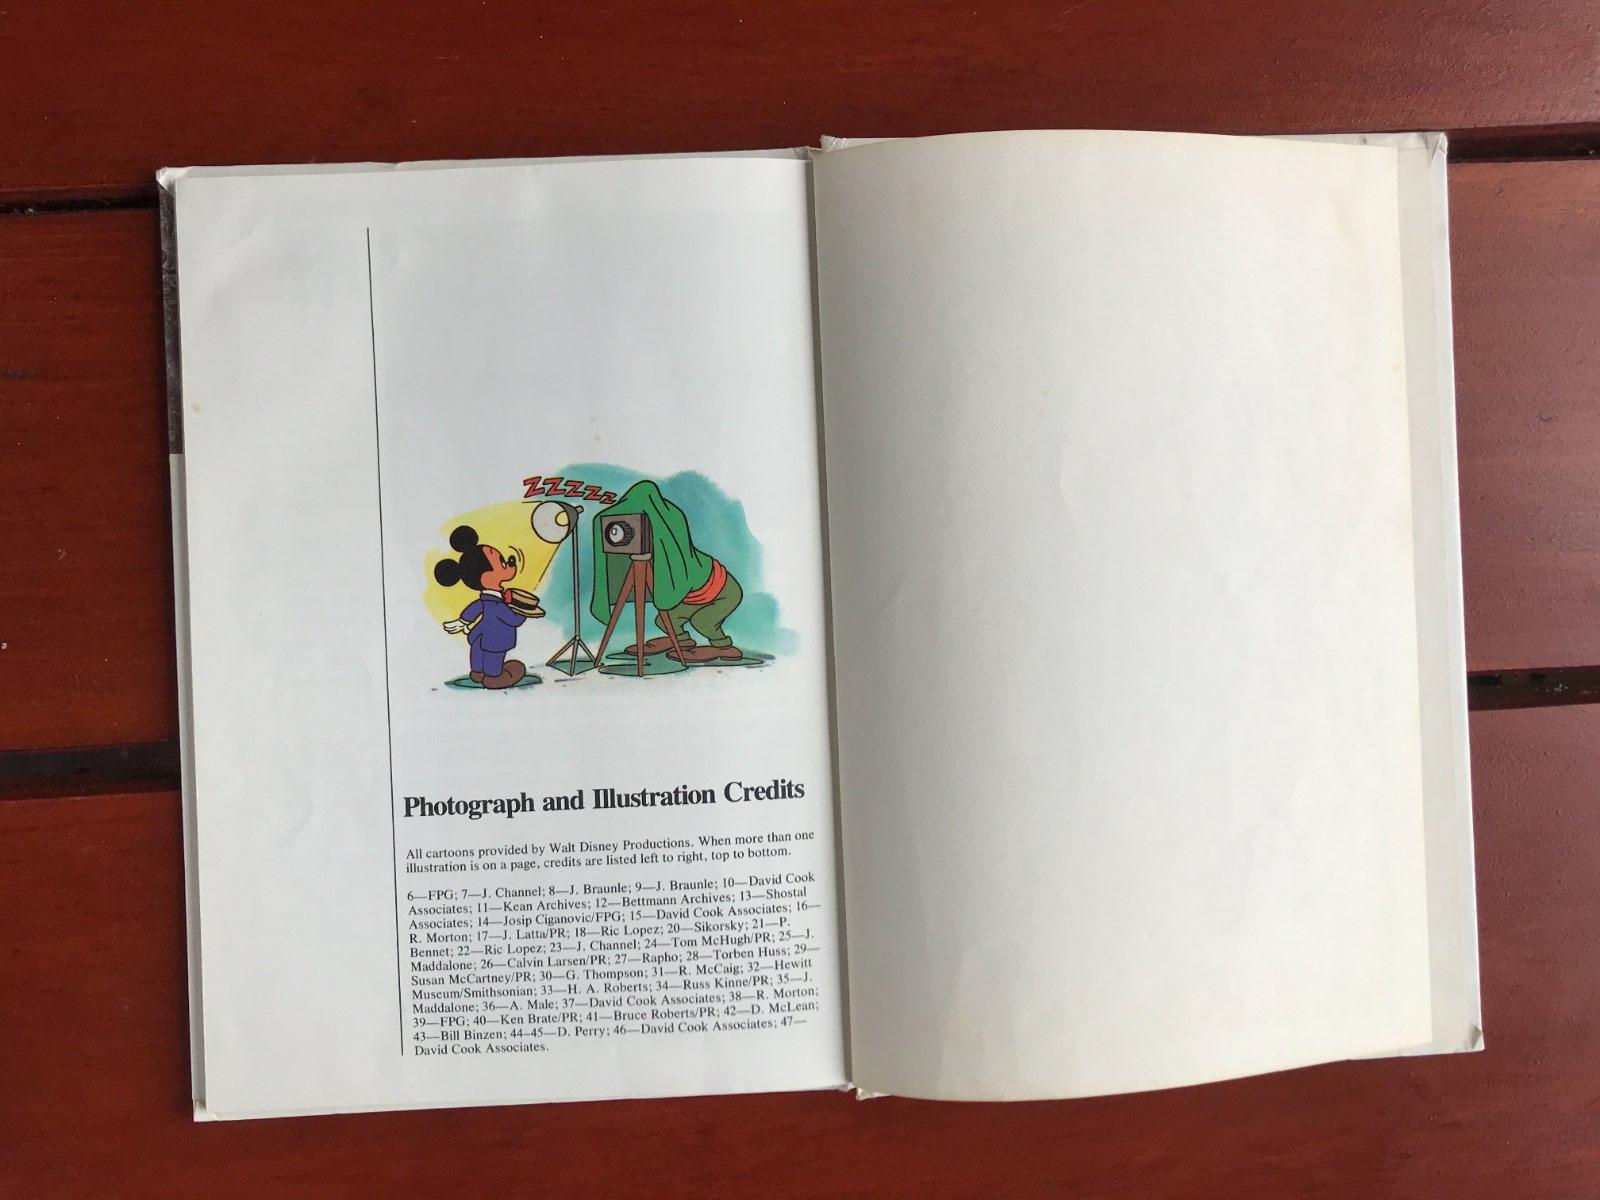 ZZZZZ
Photograph and Illustration Credits
All cartoons provided by Walt Disney Productions. When more than one
illustration is on a page, credits are listed left to right, top to bottom.
6—FPG; 7—J. Channel; 8—J. Braunle; 9—J. Braunle; 10—David Cook
Associates; 11—Kean Archives; 12—Bettmann Archives; 13—Shostal
Associates; 14—Josip Ciganovic/FPG; 15—David Cook Associates; 16—
R. Morton; 17—J. Latta/PR; 18—Ric Lopez; 20—Sikorsky; 21—P.
Bennet; 22—Ric Lopez; 23—J. Channel; 24—Tom McHugh/PR; 25—J.
Maddalone; 26—Calvin Larsen/PR; 27—Rapho; 28—Torben Huss; 29—
Susan McCartney/PR; 30—G. Thompson; 31—R. McCaig; 32—Hewitt
Museum/Smithsonian; 33—H. A. Roberts; 34—Russ Kinne/PR; 35—J.
Maddalone; 36—A. Male; 37—David Cook Associates; 38—R. Morton;
39—FPG; 40—Ken Brate/PR; 41—Bruce Roberts/PR; 42—D. McLean;
43—Bill Binzen; 44–45—D. Perry; 46—David Cook Associates; 47—
David Cook Associates.